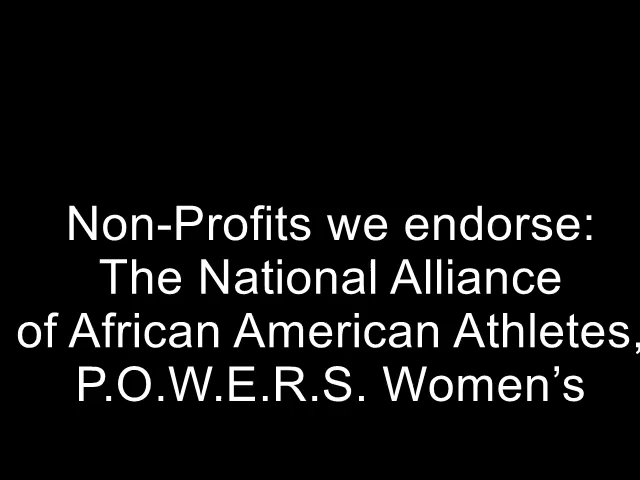 Non-Profits we endorse:
The National Alliance
of African American Athletes,
P.O.W.E.R.S. Women’s